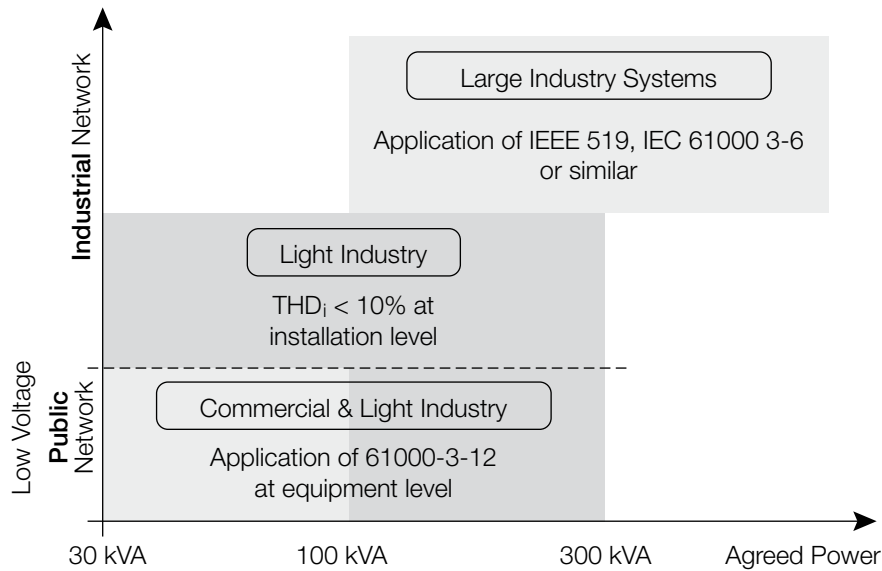 Industrial Network
Large Industry Systems
Application of IEEE 519, IEC 61000 3-6
or similar
Light Industry
THDi < 10% at
installation level
Low Voltage
Public
Network
Commercial & Light Industry
Application of 61000-3-12
at equipment level
30 kVA
100 kVA
300 kVA
Agreed Power